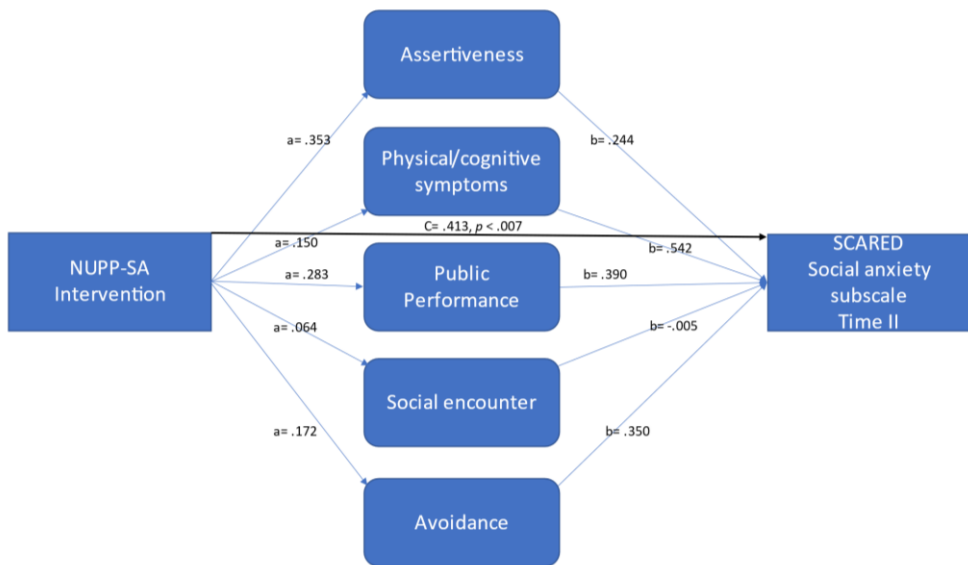 Assertiveness
a= .353
b= .244
Physical/cognitive
symptoms
C= .413, p < .007
a= .150
b= .542
NUPP-SA
Intervention
a= .283
Public
Performance
b= .390
SCARED
Social anxiety
subscale
Time II
a= .064
b= -.005
Social encounter
a= .172
b= .350
Avoidance